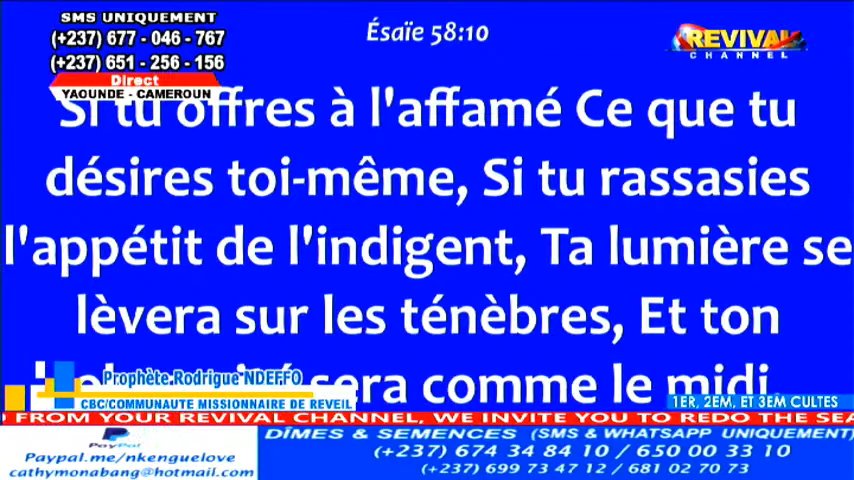 SMS UNIQUEMENT
(+237) 677 - 046 - 767
(+237) 651 - 256 - 156
Direct
YAOUNDE - CAMEROUN
Ésaïe 58:10
REVIVAL
CHANNEL
Si tu offres à l'affamé Ce que tu
désires toi-même, Si tu rassasies
l'appétit de l'indigent, Ta lumière se
lèvera sur les ténèbres, Et ton
sera comme le midi.
Prophète Rodrigue NDEFFO
CBC/COMMUNAUTE MISSIONNAIRE DE REVEIL
1ER, 2EM, ET 3EM CULTES
FROM YOUR REVIVAL CHANNEL, WE INVITE YOU TO REDO THE SEA
PayPal
Paypal.me/nkenguelove
cathymonabang@hotmail.com
DÎMES & SEMENCES (SMS & WHATSAPP UNIQUEMENT)
(+237) 674 34 84 10 / 650 00 33 10
(+237) 699 73 47 12 / 681 02 70 73